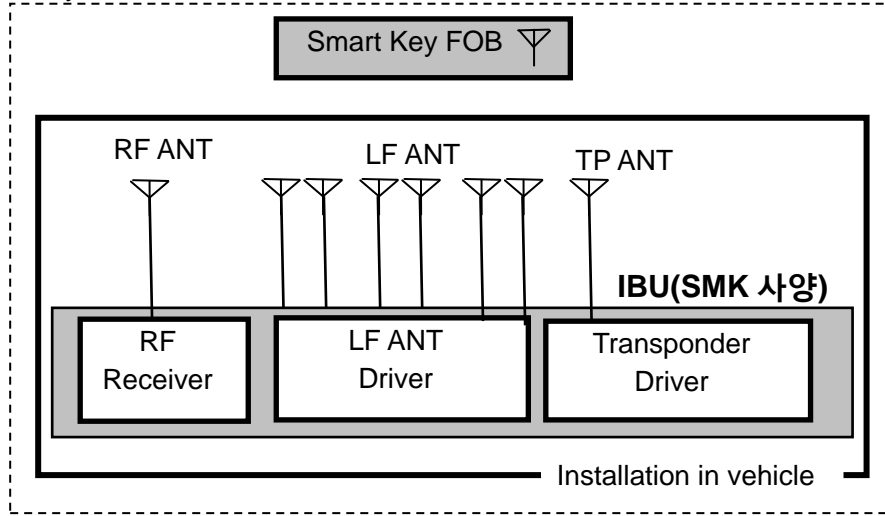 Smart Key FOB
RF ANT
LF ANT
TP ANT
IBU(SMK 사양)
RF
Receiver
LF ANT
Driver
Transponder
Driver
Installation in vehicle